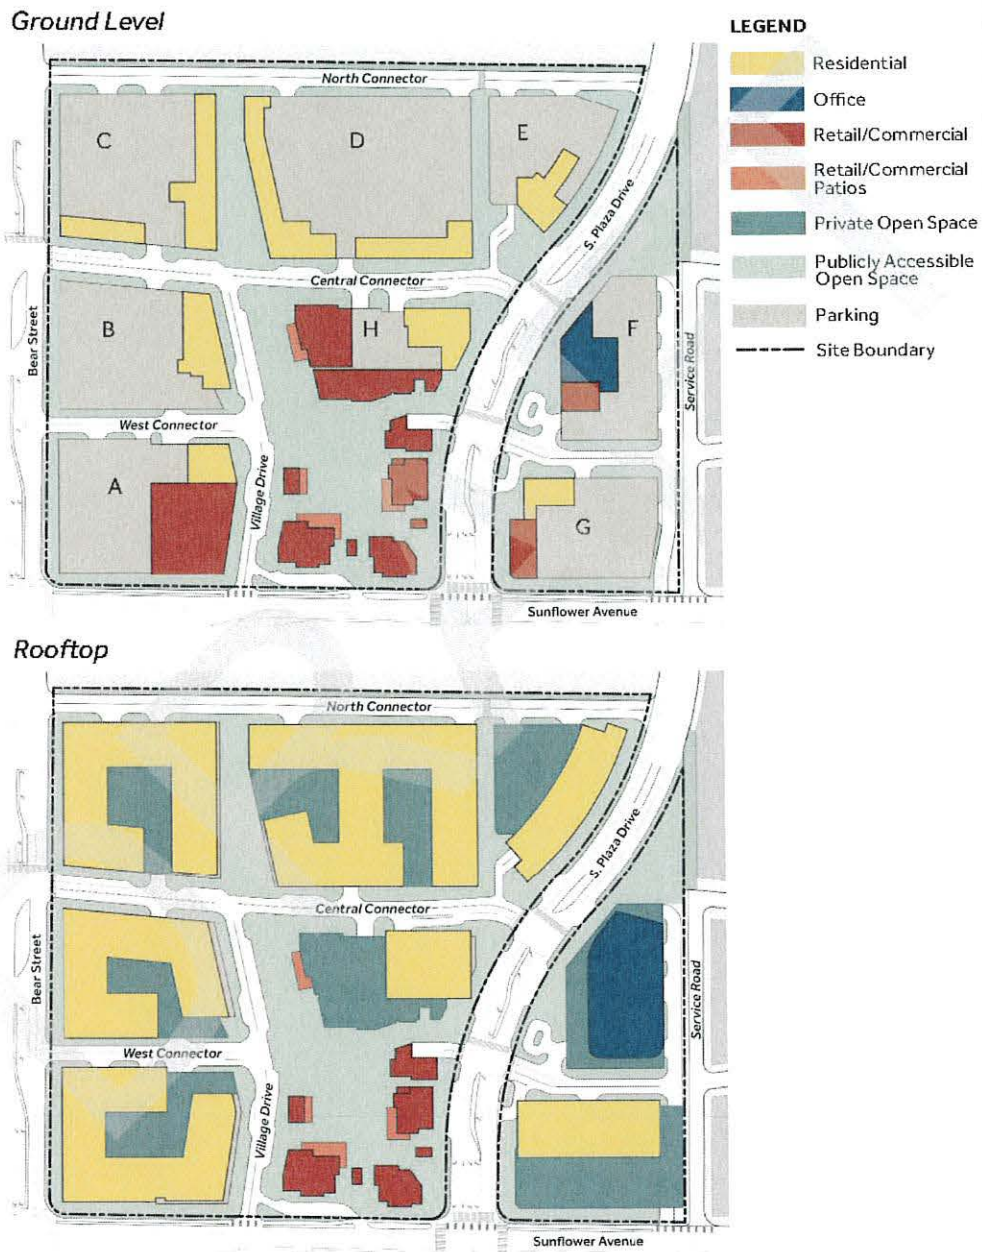 Ground Level
LEGEND
Residential
Office
Retail/Commercial
Retail/Commercial
Patios
Private Open Space
Publicly Accessible
Open Space
Parking
Site Boundary
North Connector
C
D
E
S. Plaza Drive
Central Connector
Bear Street
B
H
F
Service Road
West Connector
A
Village Drive
G
Sunflower Avenue
Rooftop
North Connector
S. Plaza Drive
Central Connector
Bear Street
Service Road
West Connector
Village Drive
Sunflower Avenue